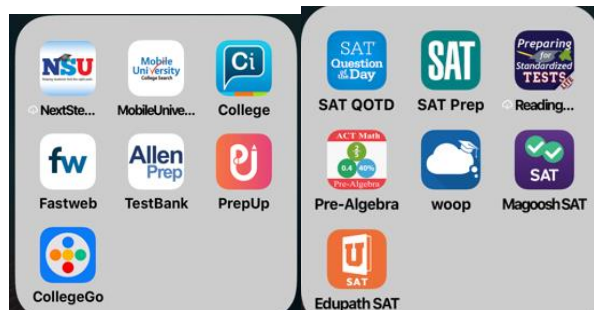 NSU
Mobile
University
College Search
Ci
NextSte...
MobileUnive...
College
fw
Allen
Prep
Fastweb
TestBank
PrepUp
CollegeGo
SAT
Question
of the
Day
SAT
Preparing
for
Standardized
TESTS
SAT QOTD
SAT Prep
Reading...
ACT Math
0.4
40%
Pre-Algebra
SAT
Pre-Algebra
woop
Magoosh SAT
U
SAT
Edupath SAT